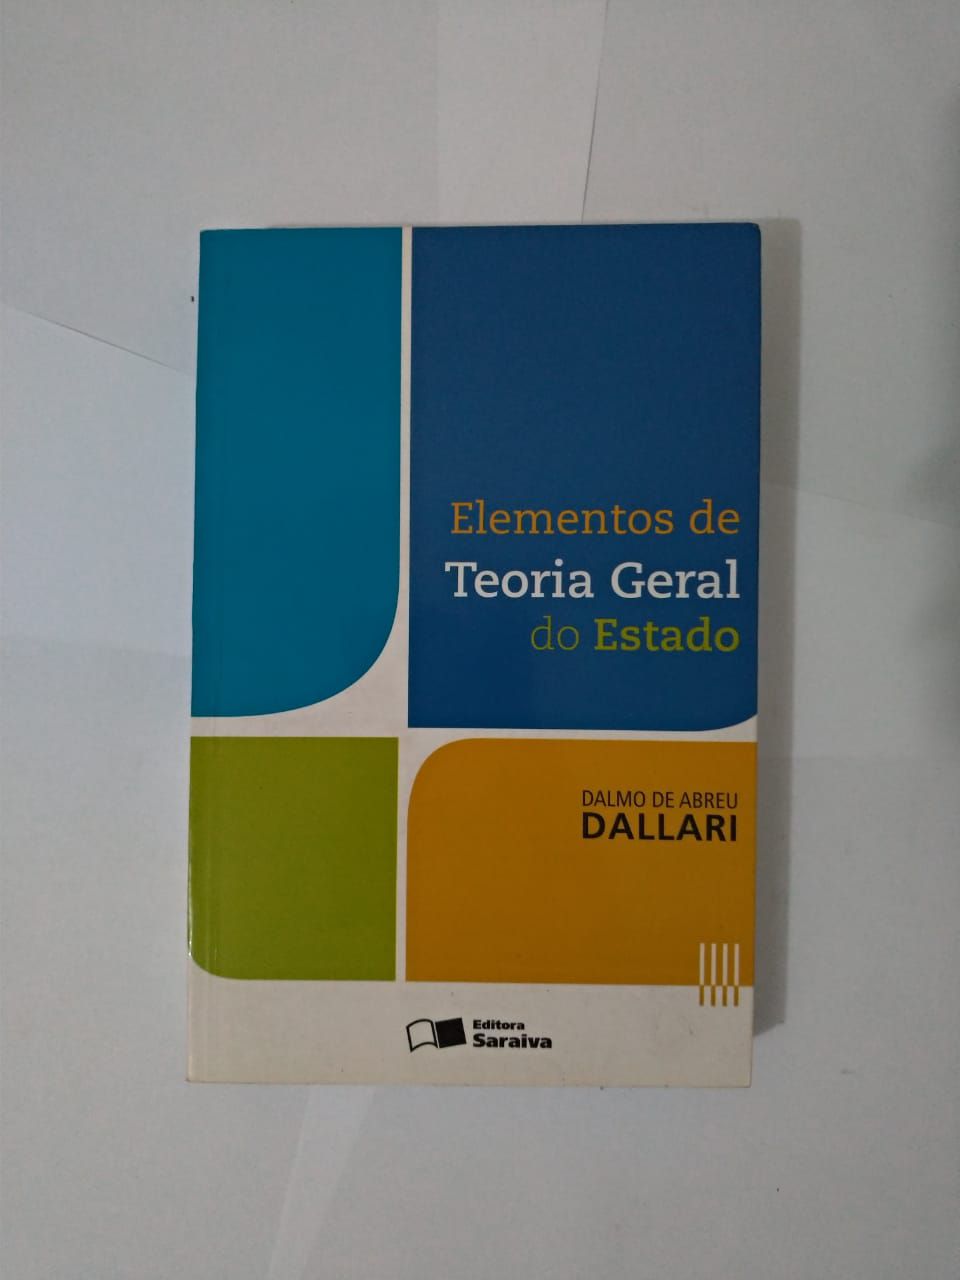 Elementos de
Teoria Geral
do Estado
DALMO DE ABREU
DALLARI
Editora
Saraiva